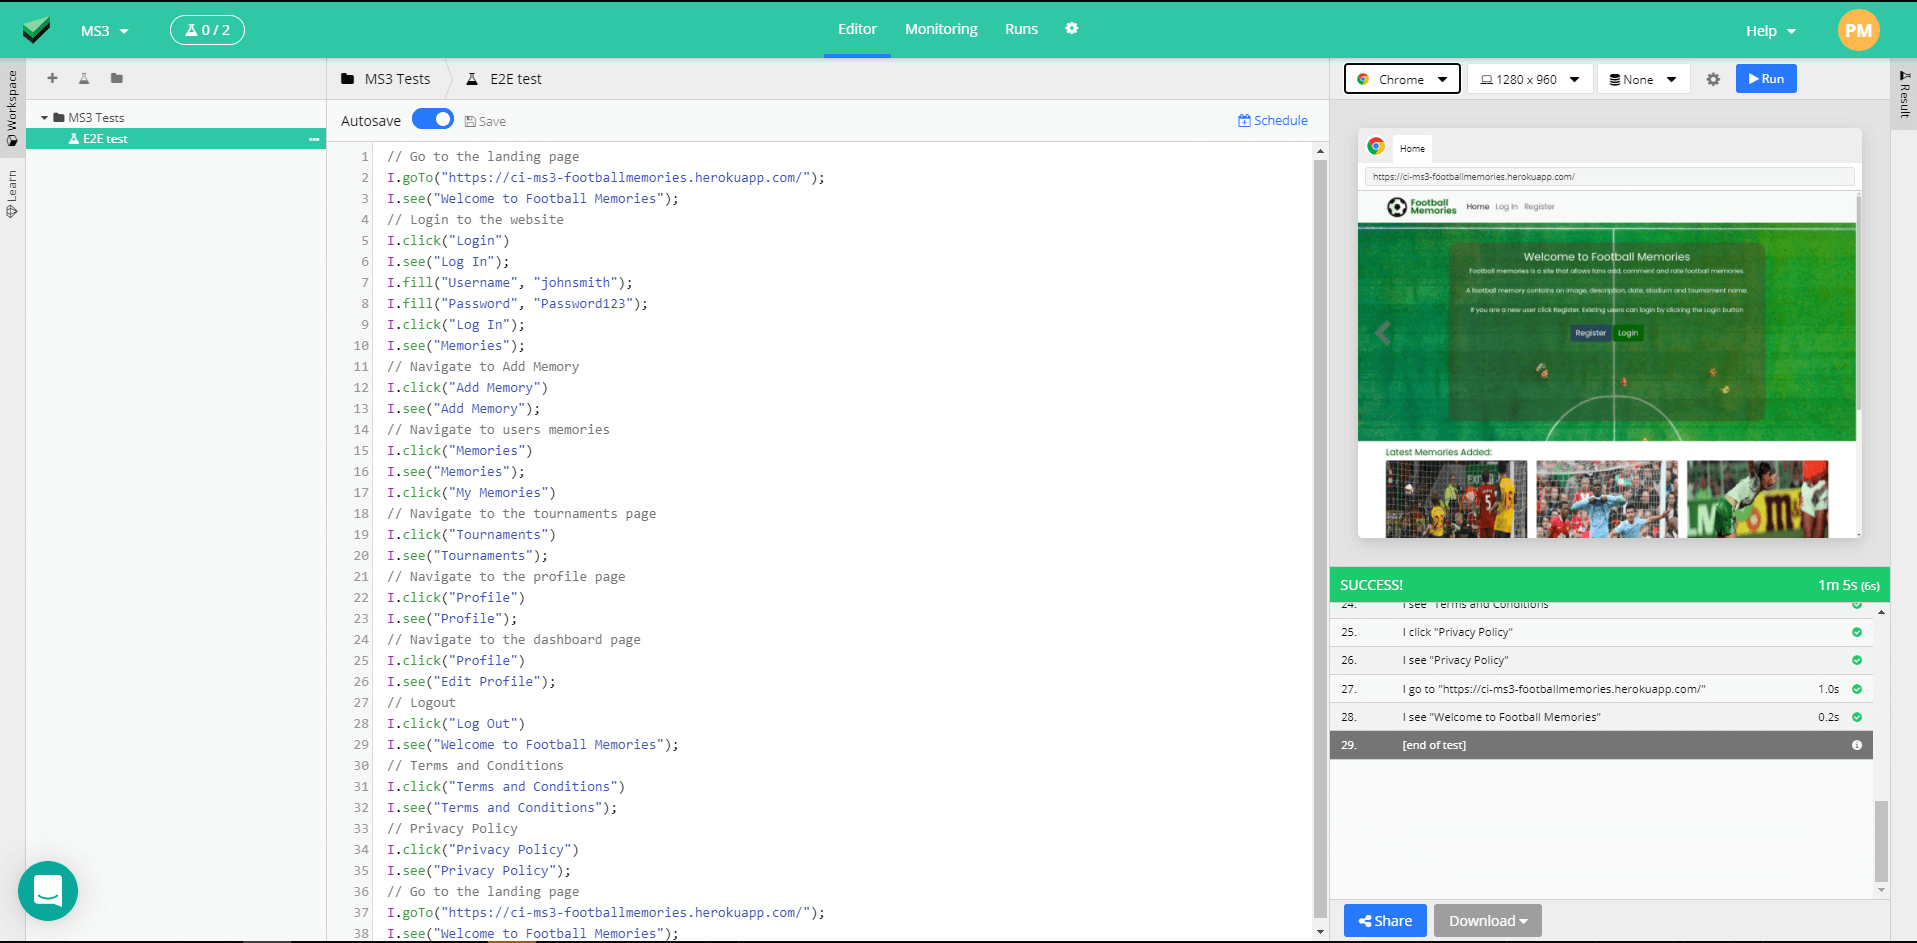 MS3
0 / 2
Editor
Monitoring
Runs
Help
PM
Workspace
Learn
MS3 Tests
E2E test
MS3 Tests
E2E test
Autosave
Save
Schedule
1 // Go to the landing page
2 I.goTo("https://ci-ms3-footballmemories.herokuapp.com/");
3 I.see("Welcome to Football Memories");
4 // Login to the website
5 I.click("Login")
6 I.see("Log In");
7 I.fill("Username", "johnsmith");
8 I.fill("Password", "Password123");
9 I.click("Log In");
10 I.see("Memories");
11 // Navigate to Add Memory
12 I.click("Add Memory")
13 I.see("Add Memory");
14 // Navigate to users memories
15 I.click("Memories")
16 I.see("Memories");
17 I.click("My Memories")
18 // Navigate to the tournaments page
19 I.click("Tournaments")
20 I.see("Tournaments");
21 // Navigate to the profile page
22 I.click("Profile")
23 I.see("Profile");
24 // Navigate to the dashboard page
25 I.click("Profile")
26 I.see("Edit Profile");
27 // Logout
28 I.click("Log Out")
29 I.see("Welcome to Football Memories");
30 // Terms and Conditions
31 I.click("Terms and Conditions")
32 I.see("Terms and Conditions");
33 // Privacy Policy
34 I.click("Privacy Policy")
35 I.see("Privacy Policy");
36 // Go to the landing page
37 I.goTo("https://ci-ms3-footballmemories.herokuapp.com/");
38 I.see("Welcome to Football Memories");
Chrome
1280 x 960
None
Run
Result
Home
https://ci-ms3-footballmemories.herokuapp.com/
Football
Memories
Home Log In Register
Welcome to Football Memories
Football memories is a site that allows fans add, comment and rate football memories.
A football memory contains an image, description, date, stadium and tournament name.
If you are a new user click Register. Existing users can login by clicking the Login button
Register
Login
Latest Memories Added:
SUCCESS!
1m 5s (6s)
24. I see "Terms and Conditions"
25. I click "Privacy Policy"
26. I see "Privacy Policy"
27. I go to "https://ci-ms3-footballmemories.herokuapp.com/" 1.0s
28. I see "Welcome to Football Memories" 0.2s
29. [end of test]
Share
Download